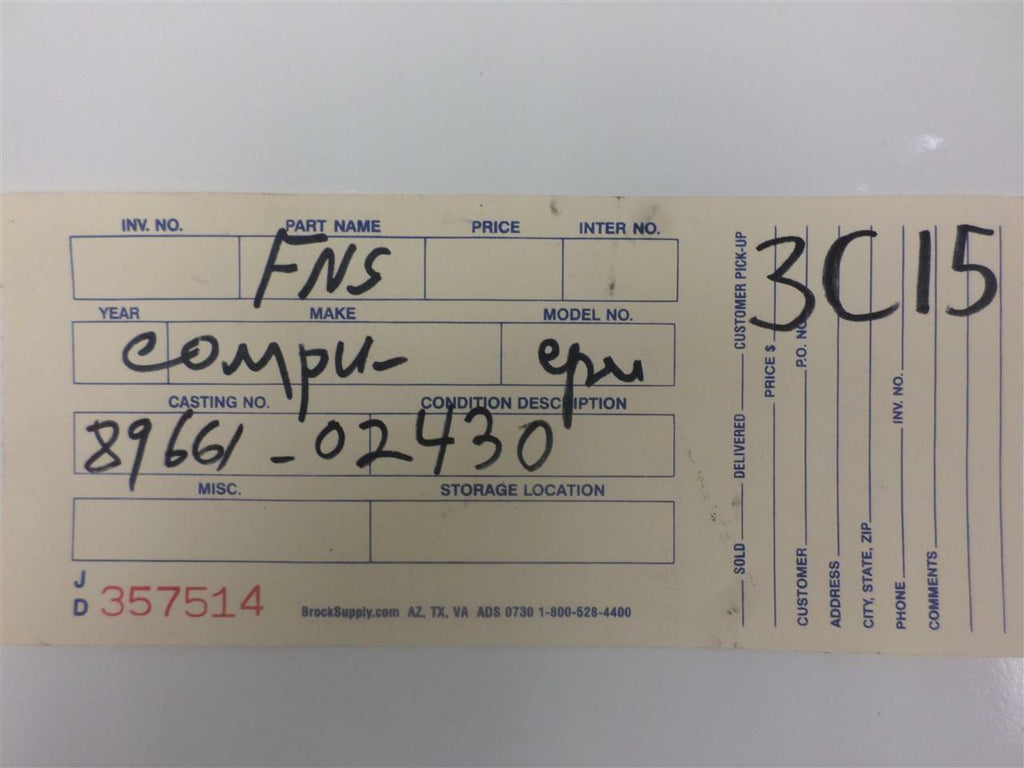 INV. NO. PART NAME PRICE INTER NO.
FNS
YEAR MAKE MODEL NO.
compu- epu
CASTING NO. CONDITION DESCRIPTION
89661-02430
MISC. STORAGE LOCATION
J D 357514 BrockSupply.com AZ, TX, VA ADS 0730 1-800-528-4400
SOLD DELIVERED CUSTOMER PICK-UP
PRICE $
CUSTOMER P.O. NO.
ADDRESS
CITY, STATE, ZIP
PHONE INV. NO.
COMMENTS
3C15